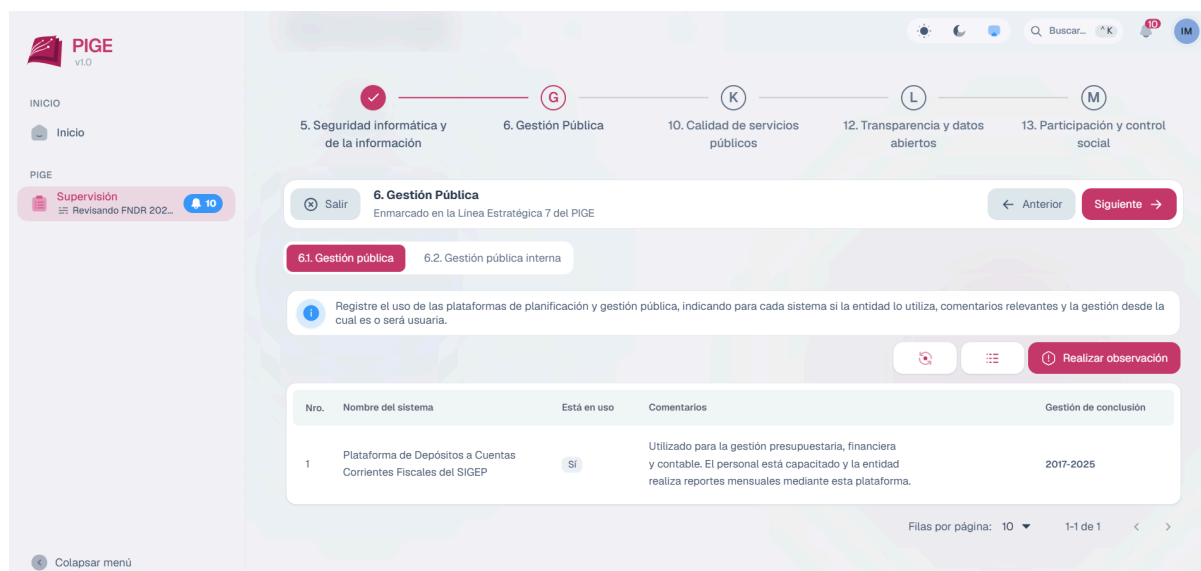 PIGE
v1.0
Buscar... ^ K
10
IM
INICIO
Inicio
PIGE
Supervisión
Revisando FNDR 202...
10
G
K
L
M
5. Seguridad informática y
de la información
6. Gestión Pública
10. Calidad de servicios
públicos
12. Transparencia y datos
abiertos
13. Participación y control
social
Salir
6. Gestión Pública
Enmarcado en la Línea Estratégica 7 del PIGE
← Anterior
Siguiente →
6.1. Gestión pública
6.2. Gestión pública interna
Registre el uso de las plataformas de planificación y gestión pública, indicando para cada sistema si la entidad lo utiliza, comentarios relevantes y la gestión desde la
cual es o será usuaria.
Realizar observación
Nro. Nombre del sistema Está en uso Comentarios Gestión de conclusión
1
Plataforma de Depósitos a Cuentas
Corrientes Fiscales del SIGEP
Sí
Utilizado para la gestión presupuestaria, financiera
y contable. El personal está capacitado y la entidad
realiza reportes mensuales mediante esta plataforma.
2017-2025
Filas por página: 10 1-1 de 1
Colapsar menú